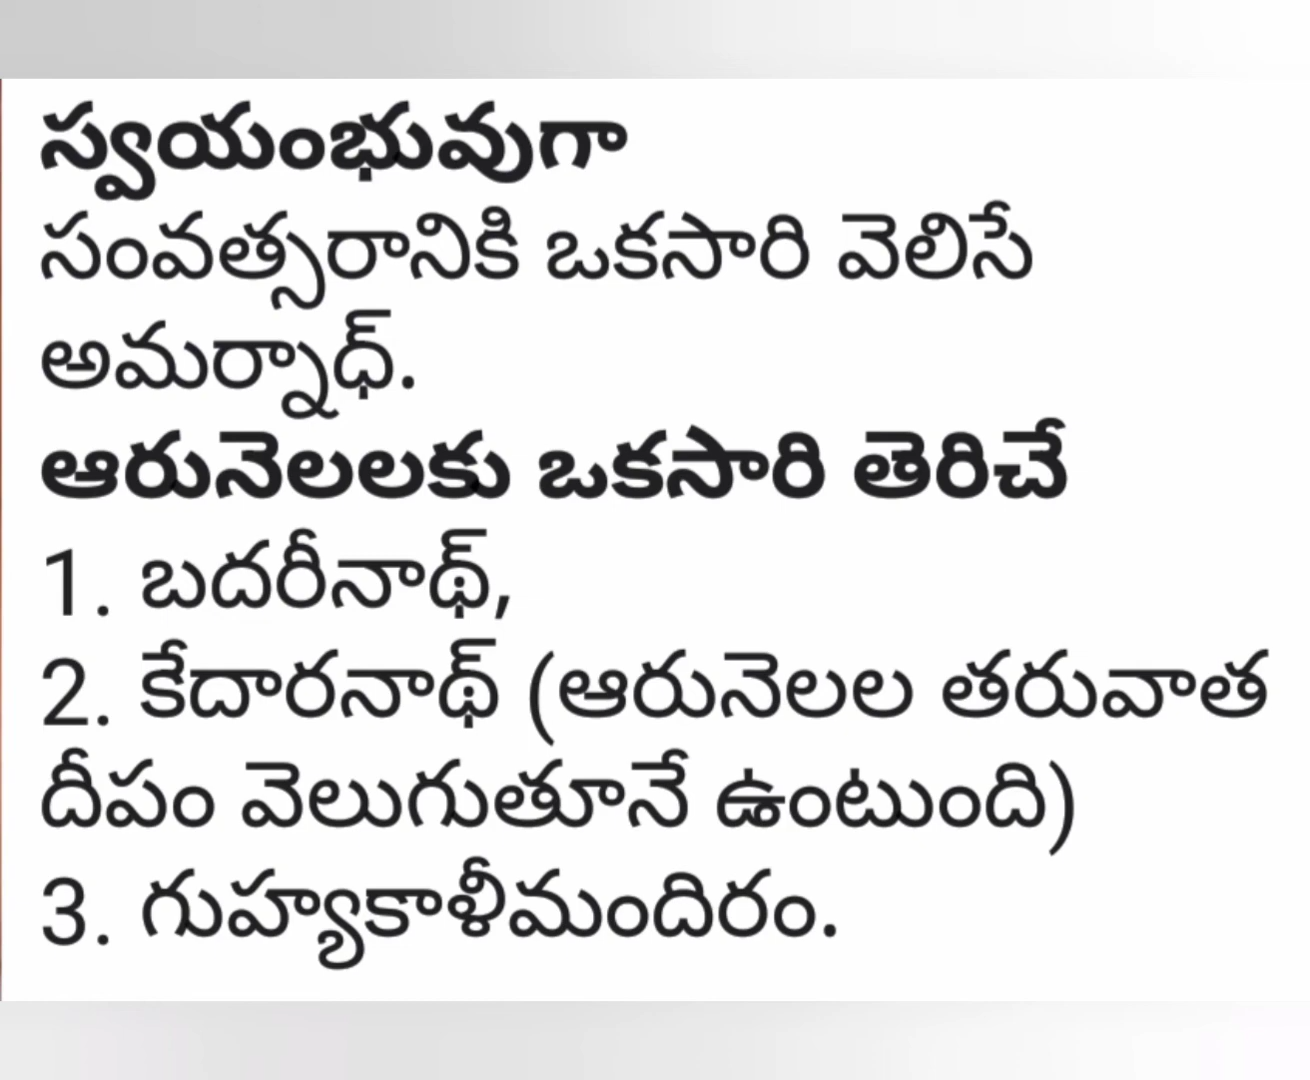 స్వయంభువుగా
సంవత్సరానికి ఒకసారి వెలిసే
అమర్నాధ్.
ఆరునెలలకు ఒకసారి తెరిచే
1. బదరీనాథ్,
2. కేదారనాథ్ (ఆరునెలల తరువాత
దీపం వెలుగుతూనే ఉంటుంది)
3. గుహ్యకాళీమందిరం.